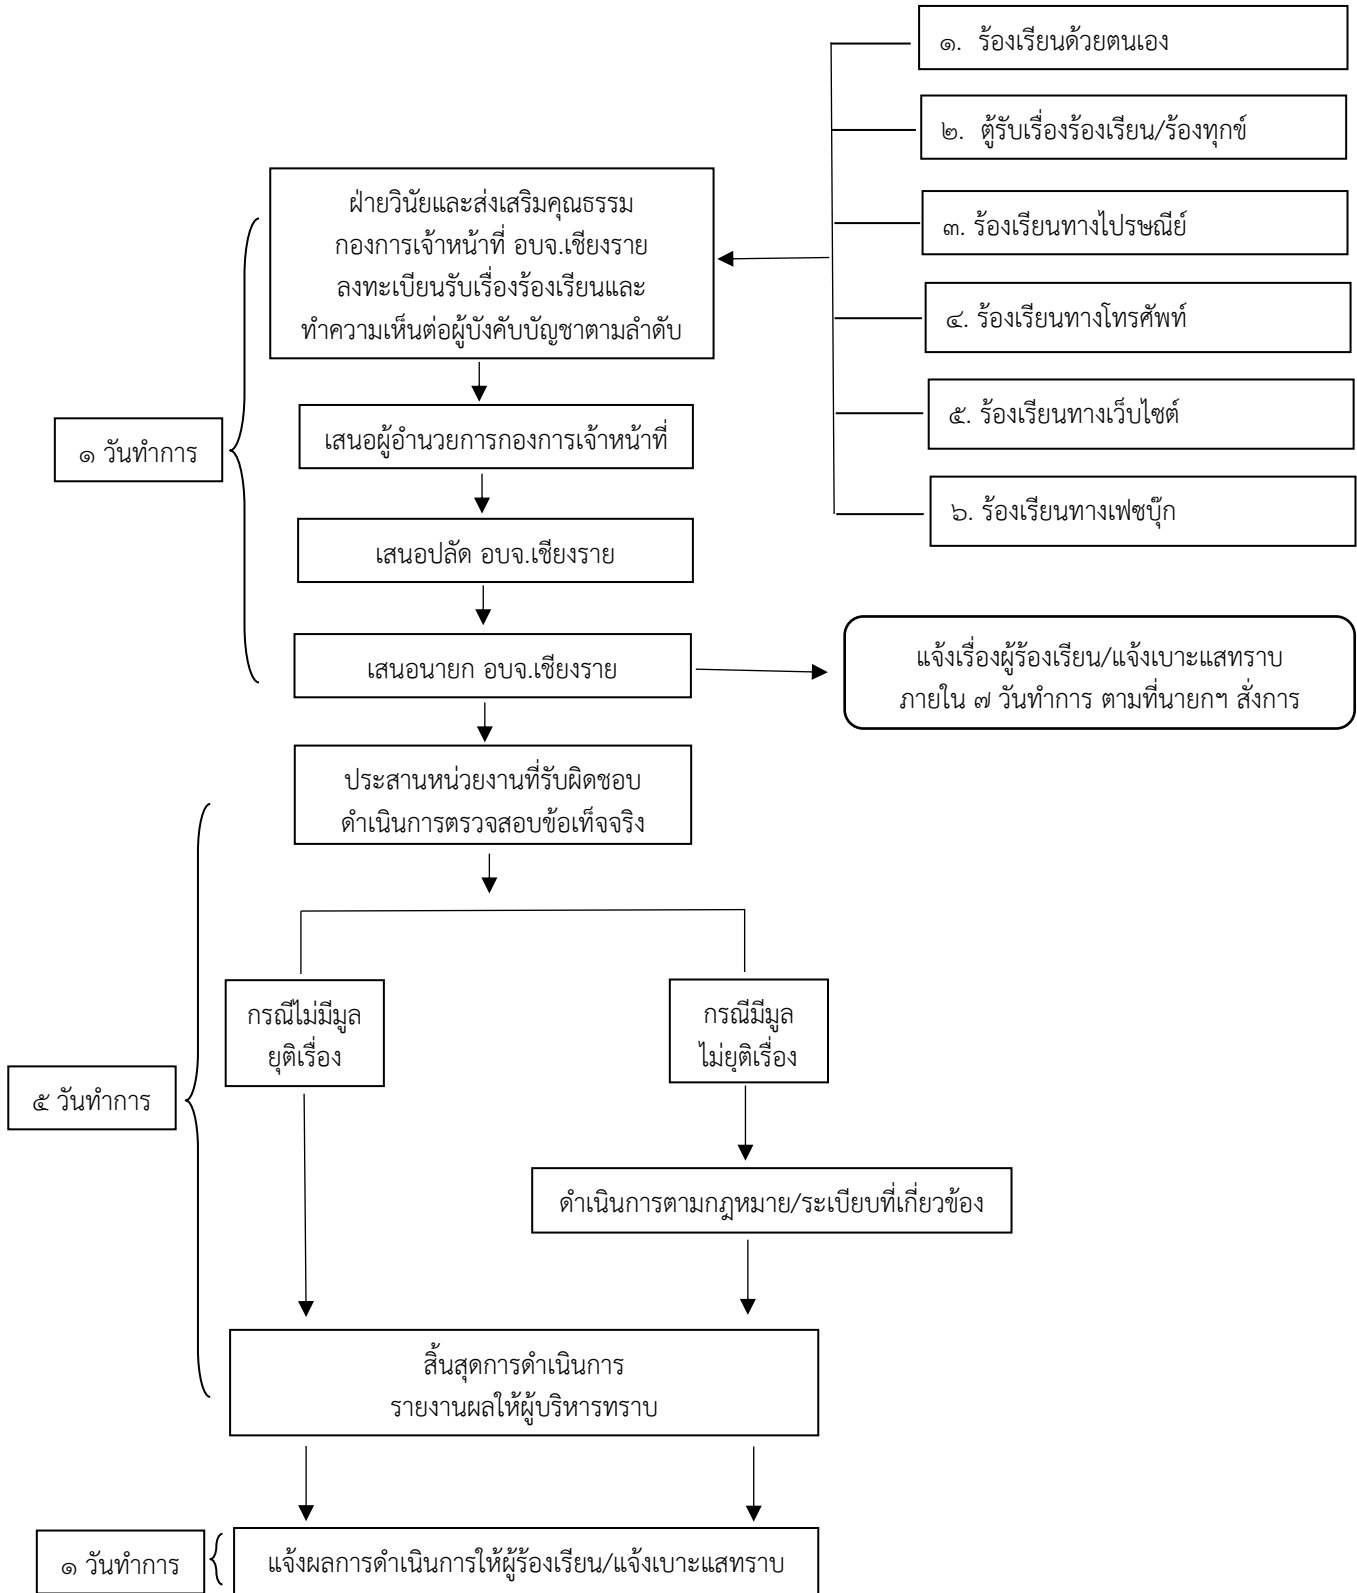 ๑. ร้องเรียนด้วยตนเอง
๒. ตู้รับเรื่องร้องเรียน/ร้องทุกข์
๓. ร้องเรียนทางไปรษณีย์
๔. ร้องเรียนทางโทรศัพท์
๕. ร้องเรียนทางเว็บไซต์
๖. ร้องเรียนทางเฟซบุ๊ก
ฝ่ายวินัยและส่งเสริมคุณธรรม
กองการเจ้าหน้าที่ อบจ.เชียงราย
ลงทะเบียนรับเรื่องร้องเรียนและ
ทำความเห็นต่อผู้บังคับบัญชาตามลำดับ
๑ วันทำการ
เสนอผู้อำนวยการกองการเจ้าหน้าที่
เสนอปลัด อบจ.เชียงราย
เสนอนายก อบจ.เชียงราย
แจ้งเรื่องผู้ร้องเรียน/แจ้งเบาะแสทราบ
ภายใน ๗ วันทำการ ตามที่นายกฯ สั่งการ
ประสานหน่วยงานที่รับผิดชอบ
ดำเนินการตรวจสอบข้อเท็จจริง
กรณีไม่มีมูล
ยุติเรื่อง
กรณีมีมูล
ไม่ยุติเรื่อง
๕ วันทำการ
ดำเนินการตามกฎหมาย/ระเบียบที่เกี่ยวข้อง
สิ้นสุดการดำเนินการ
รายงานผลให้ผู้บริหารทราบ
๑ วันทำการ
แจ้งผลการดำเนินการให้ผู้ร้องเรียน/แจ้งเบาะแสทราบ